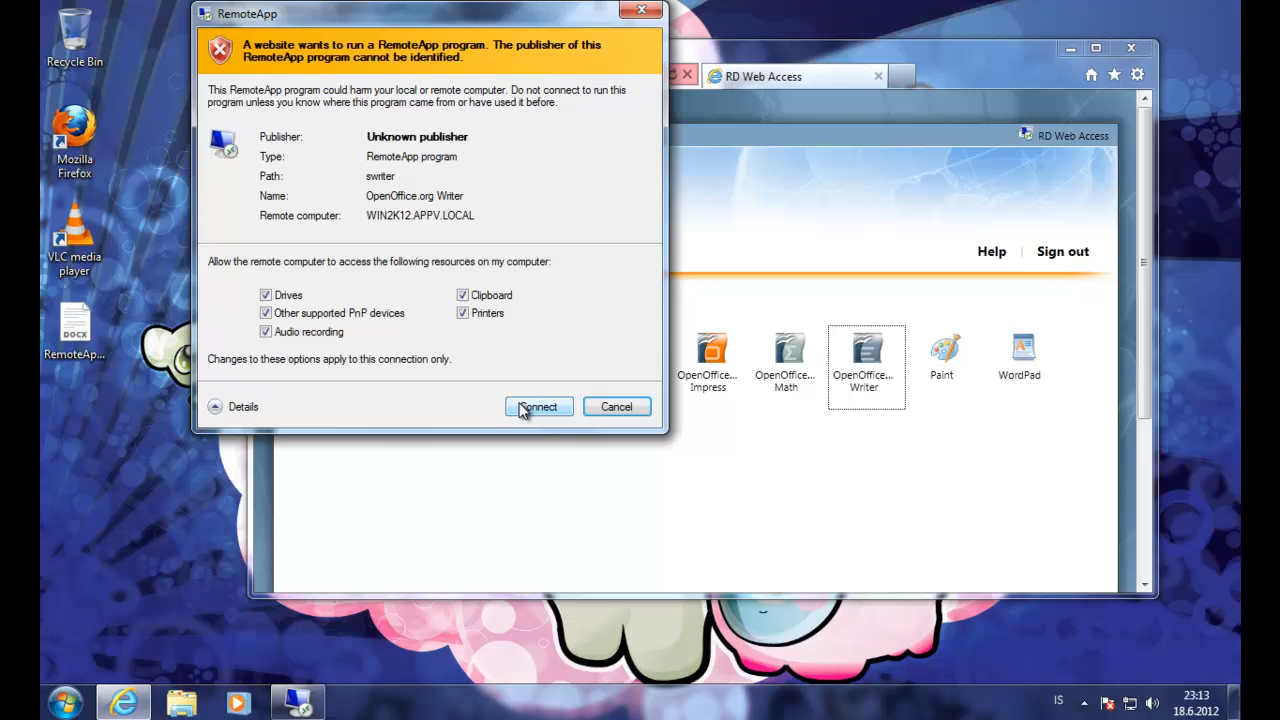 Recycle Bin
Mozilla
Firefox
VLC media
player
DOCX
RemoteAp...
RemoteApp
A website wants to run a RemoteApp program. The publisher of this
RemoteApp program cannot be identified.
This RemoteApp program could harm your local or remote computer. Do not connect to run this
program unless you know where this program came from or have used it before.
Publisher: Unknown publisher
Type: RemoteApp program
Path: swriter
Name: OpenOffice.org Writer
Remote computer: WIN2K12.APPV.LOCAL
Allow the remote computer to access the following resources on my computer:
Drives Clipboard
Other supported PnP devices Printers
Audio recording
Changes to these options apply to this connection only.
Details Connect Cancel
RD Web Access
RD Web Access
Help | Sign out
OpenOffice...
Impress
OpenOffice...
Math
OpenOffice...
Writer
Paint
WordPad
IS
23:13
18.6.2012